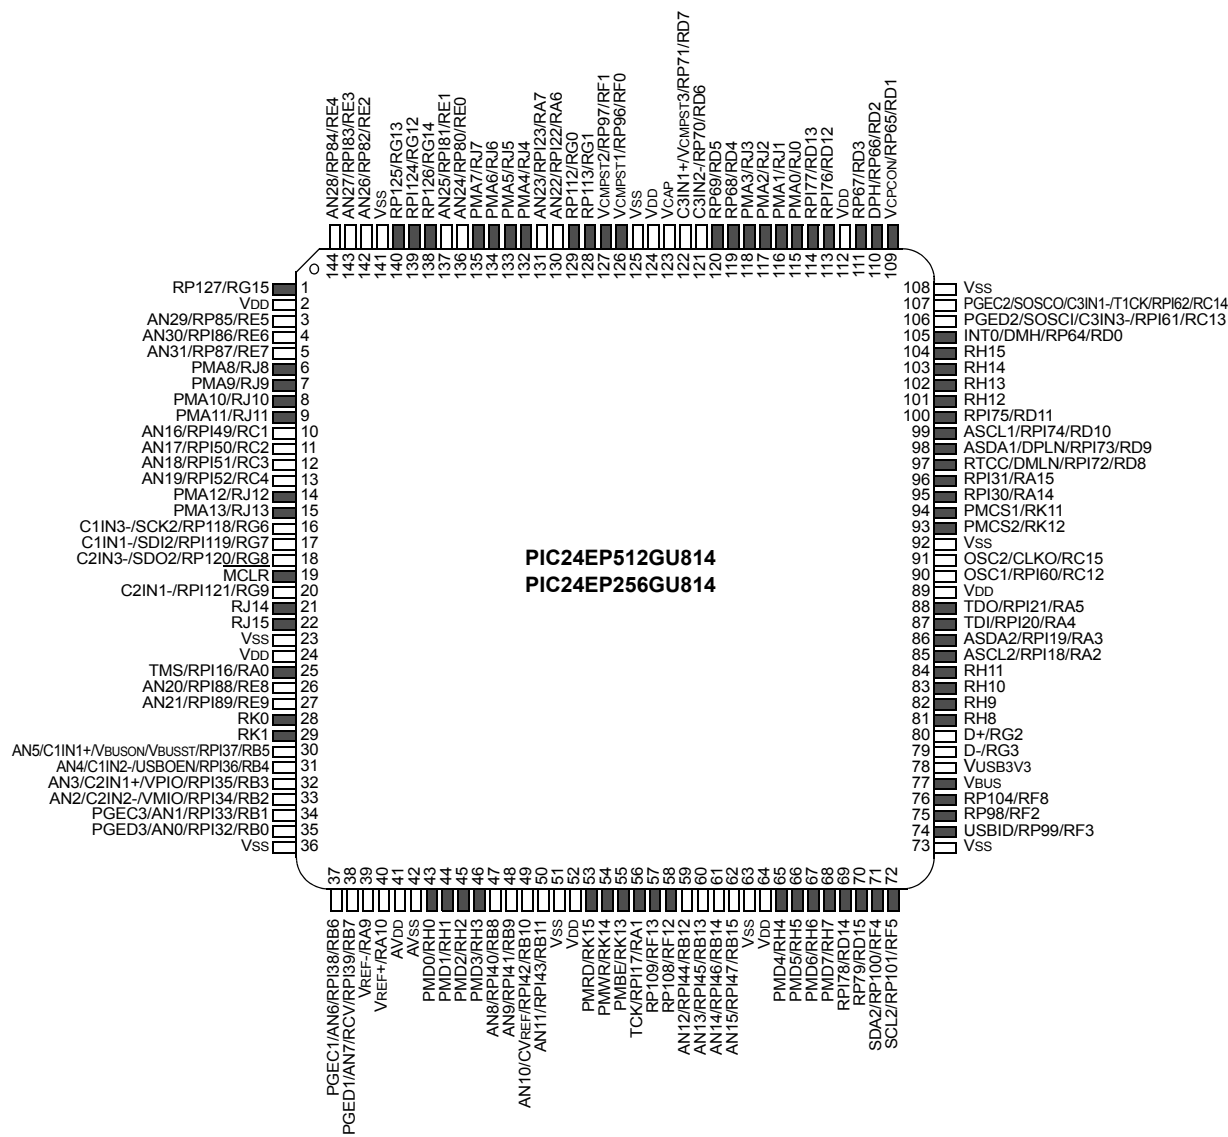 AN28/RP84/RE4
AN27/RPI83/RE3
AN26/RP82/RE2
VSS
RP125/RG13
RPI124/RG12
RP126/RG14
AN25/RPI81/RE1
AN24/RP80/RE0
PMA7/RJ7
PMA6/RJ6
PMA5/RJ5
PMA4/RJ4
AN23/RPI23/RA7
AN22/RPI22/RA6
RP112/RG0
RP113/RG1
VCMPST2/RP97/RF1
VCMPST1/RP96/RF0
VSS
VDD
VCAP
C3IN1+/VCMPST3/RP71/RD7
C3IN2-/RP70/RD6
RP69/RD5
RP68/RD4
PMA3/RJ3
PMA2/RJ2
PMA1/RJ1
PMA0/RJ0
RPI77/RD13
RPI76/RD12
VDD
RP67/RD3
DPH/RP66/RD2
VCPCON/RP65/RD1
144
143
142
141
140
139
138
137
136
135
134
133
132
131
130
129
128
127
126
125
124
123
122
121
120
119
118
117
116
115
114
113
112
111
110
109
RP127/RG15 1
VDD 2
AN29/RP85/RE5 3
AN30/RPI86/RE6 4
AN31/RP87/RE7 5
PMA8/RJ8 6
PMA9/RJ9 7
PMA10/RJ10 8
PMA11/RJ11 9
AN16/RPI49/RC1 10
AN17/RPI50/RC2 11
AN18/RPI51/RC3 12
AN19/RPI52/RC4 13
PMA12/RJ12 14
PMA13/RJ13 15
C1IN3-/SCK2/RP118/RG6 16
C1IN1-/SDI2/RPI119/RG7 17
C2IN3-/SDO2/RP120/RG8 18
MCLR 19
C2IN1-/RPI121/RG9 20
RJ14 21
RJ15 22
VSS 23
VDD 24
TMS/RPI16/RA0 25
AN20/RPI88/RE8 26
AN21/RPI89/RE9 27
RK0 28
RK1 29
AN5/C1IN1+/VBUSON/VBUSST/RPI37/RB5 30
AN4/C1IN2-/USBOEN/RPI36/RB4 31
AN3/C2IN1+/VPIO/RPI35/RB3 32
AN2/C2IN2-/VMIO/RPI34/RB2 33
PGEC3/AN1/RPI33/RB1 34
PGED3/AN0/RPI32/RB0 35
VSS 36
PIC24EP512GU814
PIC24EP256GU814
108 VSS
107 PGEC2/SOSCO/C3IN1-/T1CK/RPI62/RC14
106 PGED2/SOSCI/C3IN3-/RPI61/RC13
105 INT0/DMH/RP64/RD0
104 RH15
103 RH14
102 RH13
101 RH12
100 RPI75/RD11
99 ASCL1/RPI74/RD10
98 ASDA1/DPLN/RPI73/RD9
97 RTCC/DMLN/RPI72/RD8
96 RPI31/RA15
95 RPI30/RA14
94 PMCS1/RK11
93 PMCS2/RK12
92 VSS
91 OSC2/CLKO/RC15
90 OSC1/RPI60/RC12
89 VDD
88 TDO/RPI21/RA5
87 TDI/RPI20/RA4
86 ASDA2/RPI19/RA3
85 ASCL2/RPI18/RA2
84 RH11
83 RH10
82 RH9
81 RH8
80 D+/RG2
79 D-/RG3
78 VUSB3V3
77 VBUS
76 RP104/RF8
75 RP98/RF2
74 USBID/RP99/RF3
73 VSS
37
38
39
40
41
42
43
44
45
46
47
48
49
50
51
52
53
54
55
56
57
58
59
60
61
62
63
64
65
66
67
68
69
70
71
72
PGEC1/AN6/RPI38/RB6
PGED1/AN7/RCV/RPI39/RB7
VREF-/RA9
VREF+/RA10
AVDD
AVSS
PMD0/RH0
PMD1/RH1
PMD2/RH2
PMD3/RH3
AN8/RPI40/RB8
AN9/RPI41/RB9
AN10/CVREF/RPI42/RB10
AN11/RPI43/RB11
VSS
VDD
PMRD/RK15
PMWR/RK14
PMBE/RK13
TCK/RPI17/RA1
RP109/RF13
RP108/RF12
AN12/RPI44/RB12
AN13/RPI45/RB13
AN14/RPI46/RB14
AN15/RPI47/RB15
VSS
VDD
PMD4/RH4
PMD5/RH5
PMD6/RH6
PMD7/RH7
RPI78/RD14
RP79/RD15
SDA2/RP100/RF4
SCL2/RP101/RF5